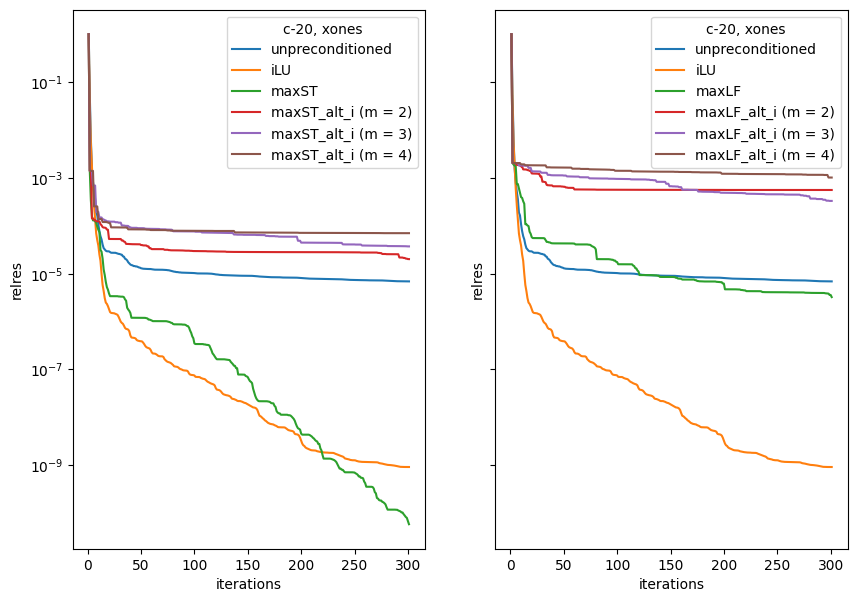 c-20, xones
unpreconditioned
iLU
maxST
maxST_alt_i (m = 2)
maxST_alt_i (m = 3)
maxST_alt_i (m = 4)
10⁻¹
10⁻³
10⁻⁵
10⁻⁷
10⁻⁹
relres
0 50 100 150 200 250 300
iterations
c-20, xones
unpreconditioned
iLU
maxLF
maxLF_alt_i (m = 2)
maxLF_alt_i (m = 3)
maxLF_alt_i (m = 4)
relres
0 50 100 150 200 250 300
iterations